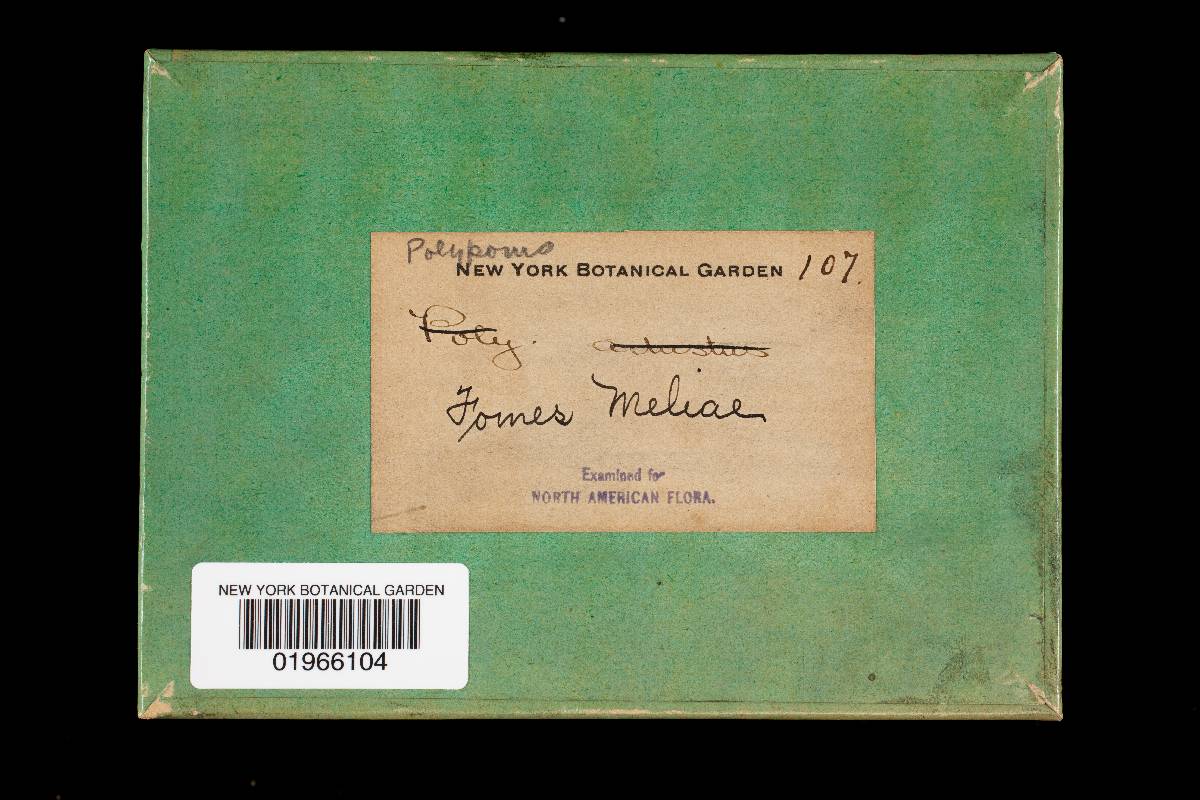 Polyporus
NEW YORK BOTANICAL GARDEN 107.
Poly. adustus
Fomes Meliae
Examined for
NORTH AMERICAN FLORA.
NEW YORK BOTANICAL GARDEN
01966104